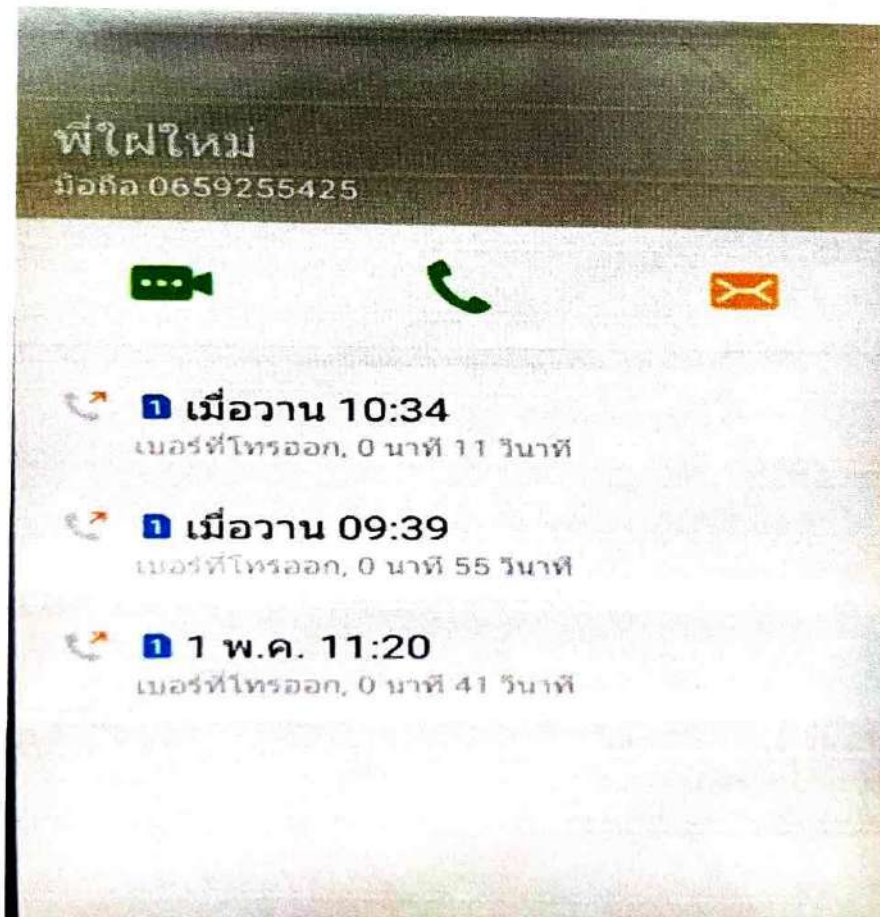 พี่ใฝใหม่
มือถือ 0659255425
1 เมื่อวาน 10:34
เบอร์ที่โทรออก, 0 นาที 11 วินาที
1 เมื่อวาน 09:39
เบอร์ที่โทรออก, 0 นาที 55 วินาที
1 1 พ.ค. 11:20
เบอร์ที่โทรออก, 0 นาที 41 วินาที